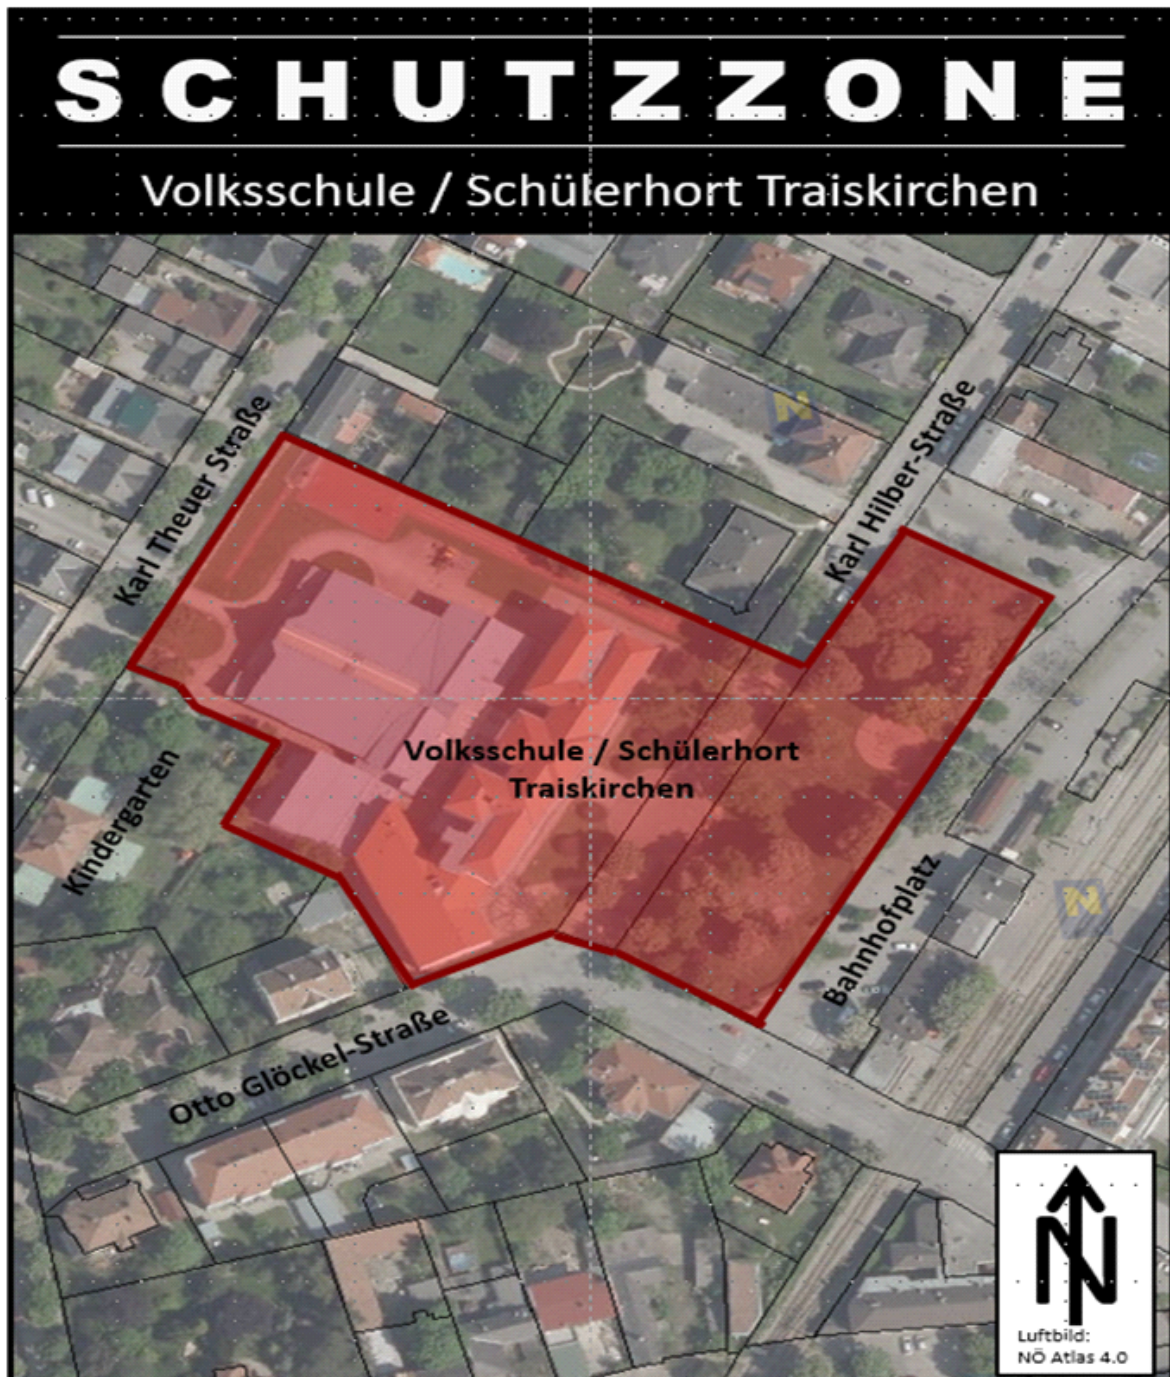 SCHUTZZONE
Volksschule / Schülerhort Traiskirchen
Karl Theuer Straße
Karl Hilber-Straße
Volksschule / Schülerhort
Traiskirchen
Kindergarten
Bahnhofplatz
Otto Glöckel-Straße
N
N
N
Luftbild:
NÖ Atlas 4.0